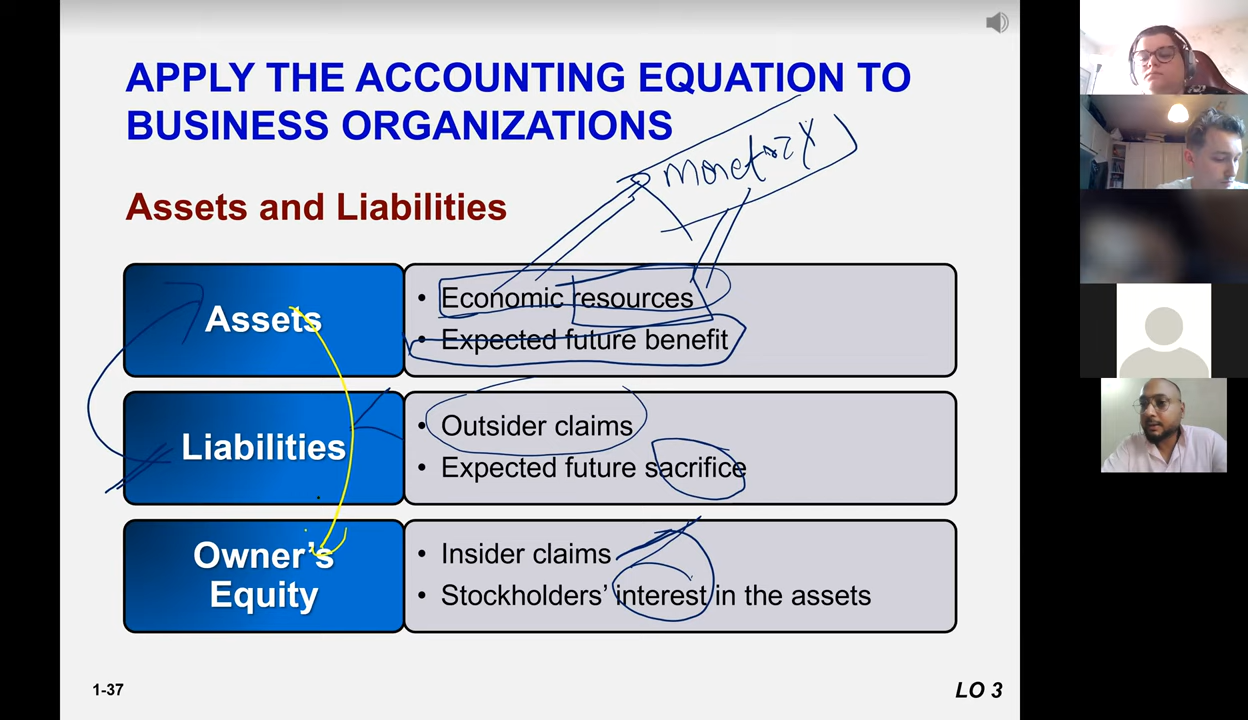 APPLY THE ACCOUNTING EQUATION TO
BUSINESS ORGANIZATIONS
Assets and Liabilities
Assets
• Economic resources
• Expected future benefit
Liabilities
• Outsider claims
• Expected future sacrifice
Owner’s
Equity
• Insider claims
• Stockholders’ interest in the assets
1-37
LO 3